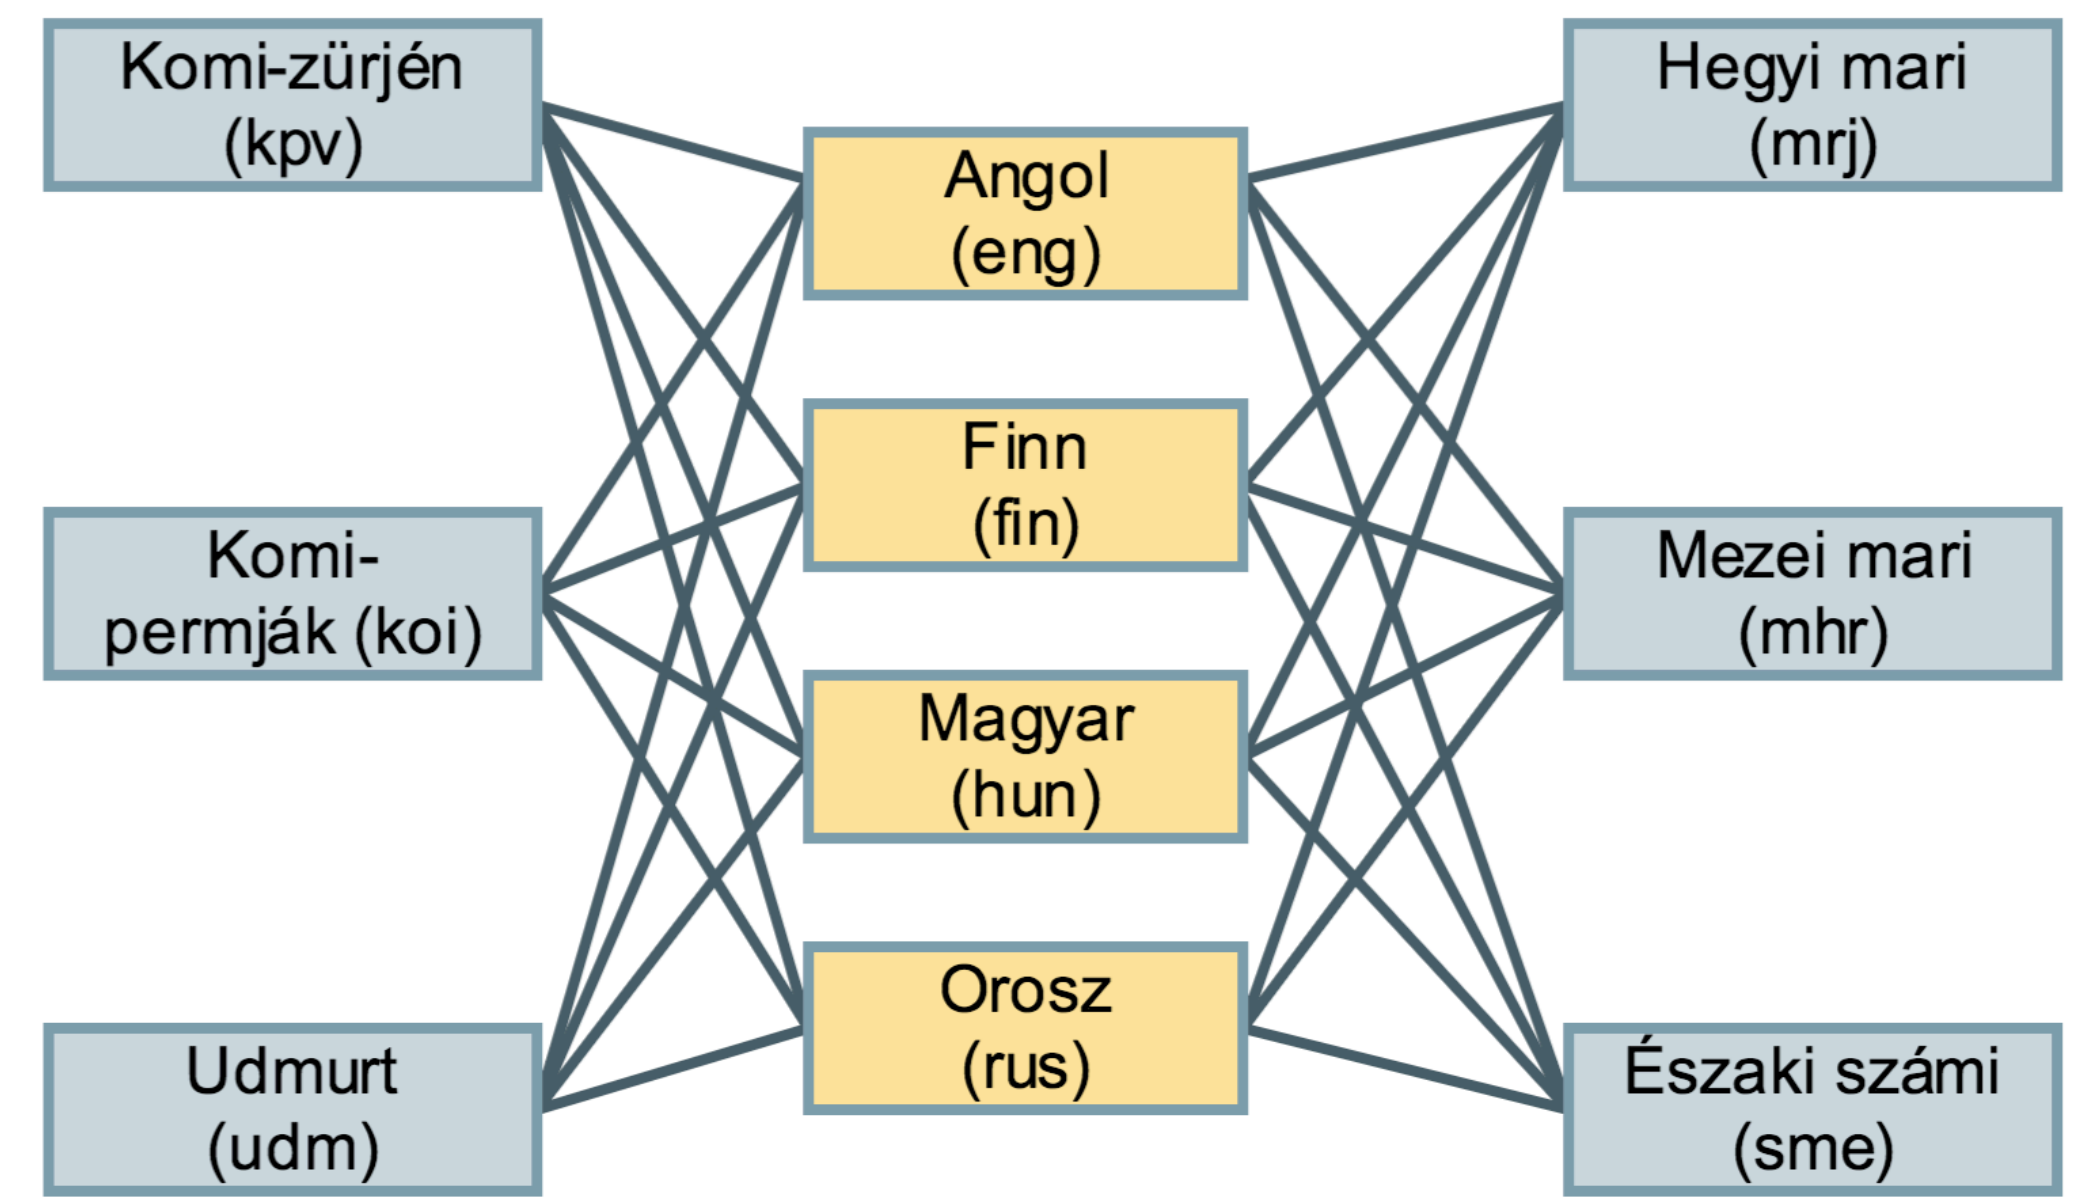 Komi-zürjén
(kpv)
Komi-
permják (koi)
Udmurt
(udm)
Angol
(eng)
Finn
(fin)
Magyar
(hun)
Orosz
(rus)
Hegyi mari
(mrj)
Mezei mari
(mhr)
Északi számi
(sme)